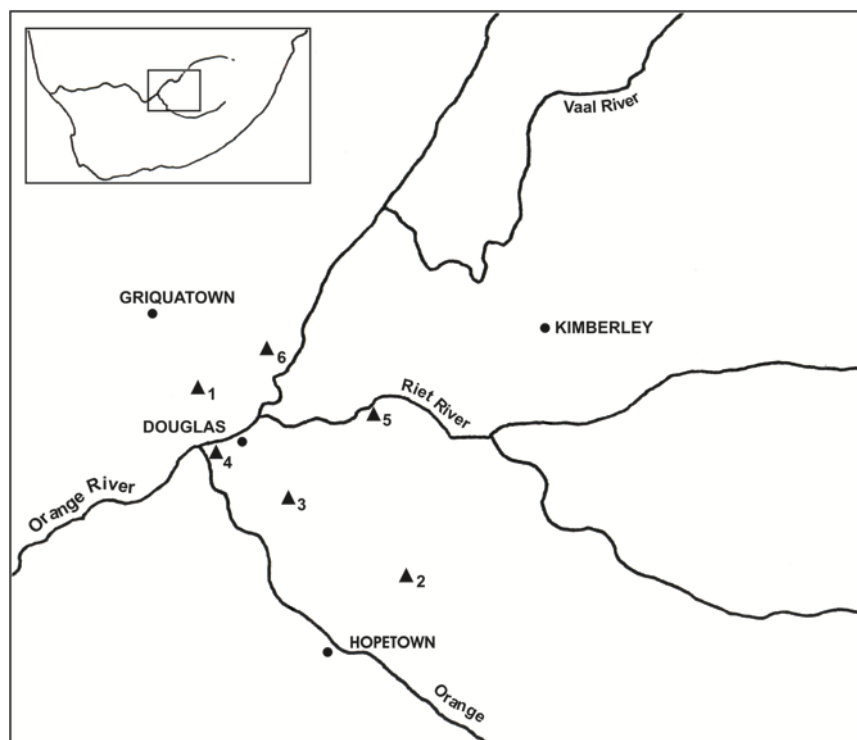 Vaal River
GRIQUATOWN
KIMBERLEY
6
1
Riet River
5
DOUGLAS
4
Orange River
3
2
HOPETOWN
Orange